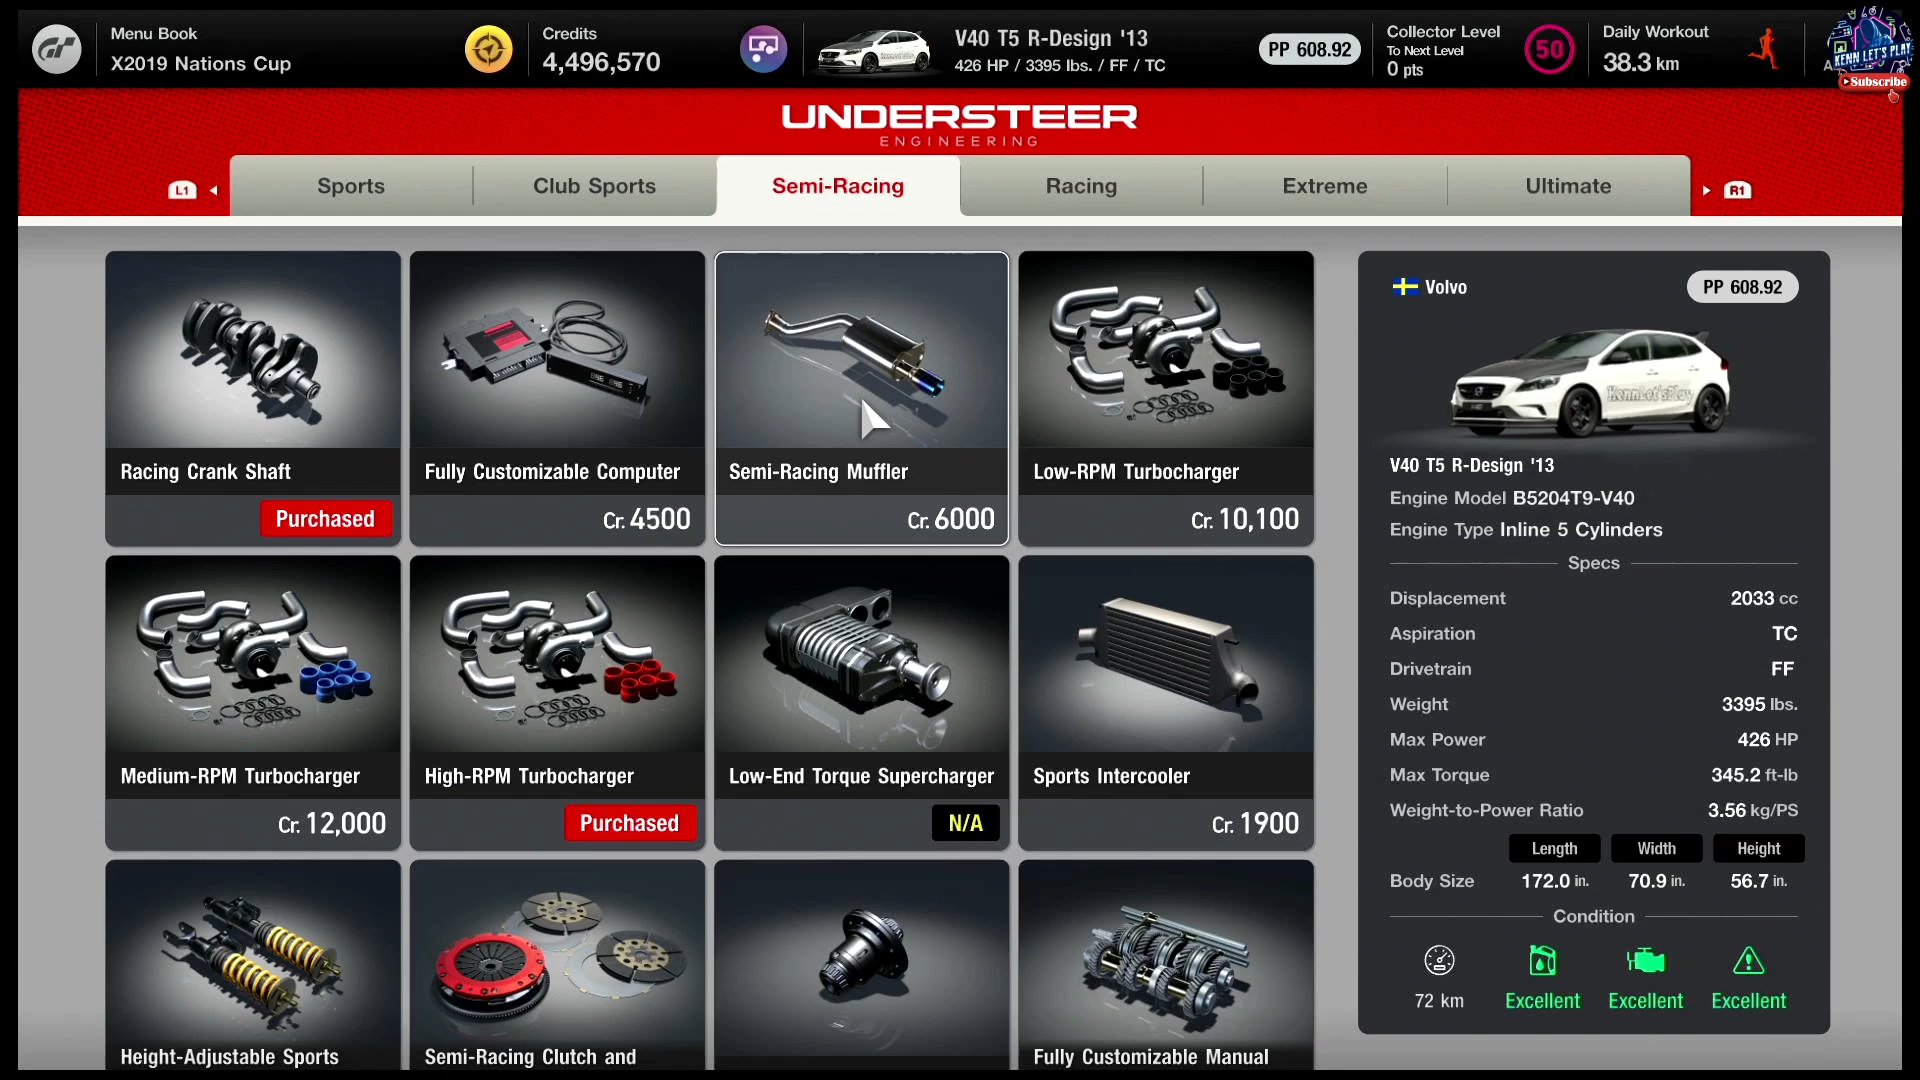 Menu Book
X2019 Nations Cup
Credits
4,496,570
V40 T5 R-Design '13
426 HP / 3395 lbs. / FF / TC
PP 608.92
Collector Level
To Next Level
0 pts
50
Daily Workout
38.3 km
KENN LET'S PLAY
Subscribe
UNDERSTEER
ENGINEERING
L1
Sports
Club Sports
Semi-Racing
Racing
Extreme
Ultimate
R1
Racing Crank Shaft
Purchased
Fully Customizable Computer
Cr. 4500
Semi-Racing Muffler
Cr. 6000
Low-RPM Turbocharger
Cr. 10,100
Medium-RPM Turbocharger
Cr. 12,000
High-RPM Turbocharger
Purchased
Low-End Torque Supercharger
N/A
Sports Intercooler
Cr. 1900
Height-Adjustable Sports
Semi-Racing Clutch and
Fully Customizable Manual
Volvo
PP 608.92
KennLet'sPlay
V40 T5 R-Design '13
Engine Model B5204T9-V40
Engine Type Inline 5 Cylinders
Specs
Displacement 2033 cc
Aspiration TC
Drivetrain FF
Weight 3395 lbs.
Max Power 426 HP
Max Torque 345.2 ft-lb
Weight-to-Power Ratio 3.56 kg/PS
Length Width Height
Body Size 172.0 in. 70.9 in. 56.7 in.
Condition
72 km Excellent Excellent Excellent